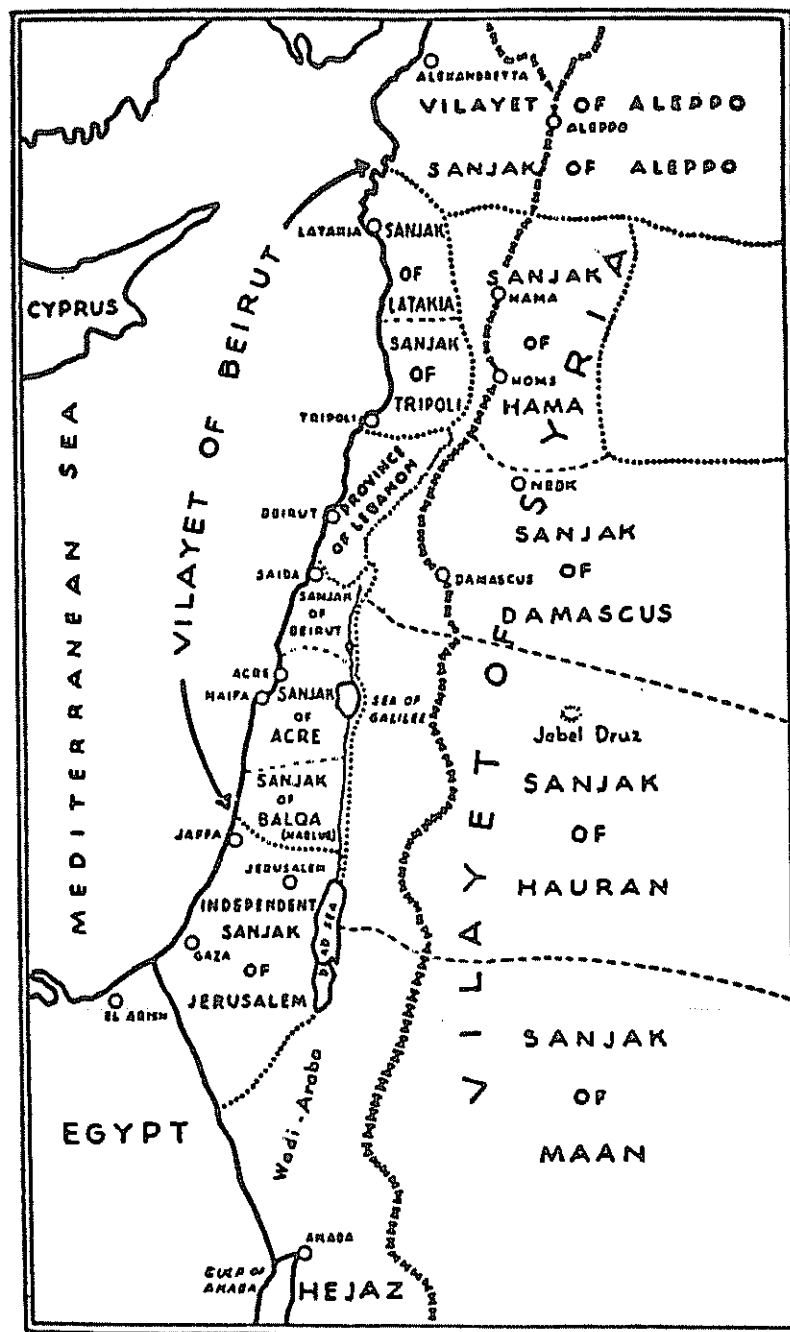 ALEXANDRETTA
VILAYET OF ALEPPO
ALEPPO
SANJAK OF ALEPPO
LATAKIA
SANJAK
OF
LATAKIA
SANJAK
HAMA
OF
HAMA
HOMS
CYPRUS
VILAYET OF BEIRUT
SANJAK
OF
TRIPOLI
TRIPOLI
MEDITERRANEAN SEA
BEIRUT
PROVINCE
OF LEBAMON
NEDK
SANJAK
OF
DAMASCUS
DAMASCUS
SAIDA
SANJAK
OF
BEIRUT
ACRE
HAIFA
SANJAK
OF
ACRE
SEA OF
GALILEE
VILAYET OF SYRIA
Jabel Druz
SANJAK
OF
HAURAN
SANJAK
OF
BALQA
(NABLUS)
JAFFA
JERUSALEM
INDEPENDENT
SANJAK
OF
JERUSALEM
DEAD SEA
GAZA
EL ARISH
SANJAK
OF
MAAN
Wadi-Araba
EGYPT
AKABA
GULF OF
AKABA
HEJAZ